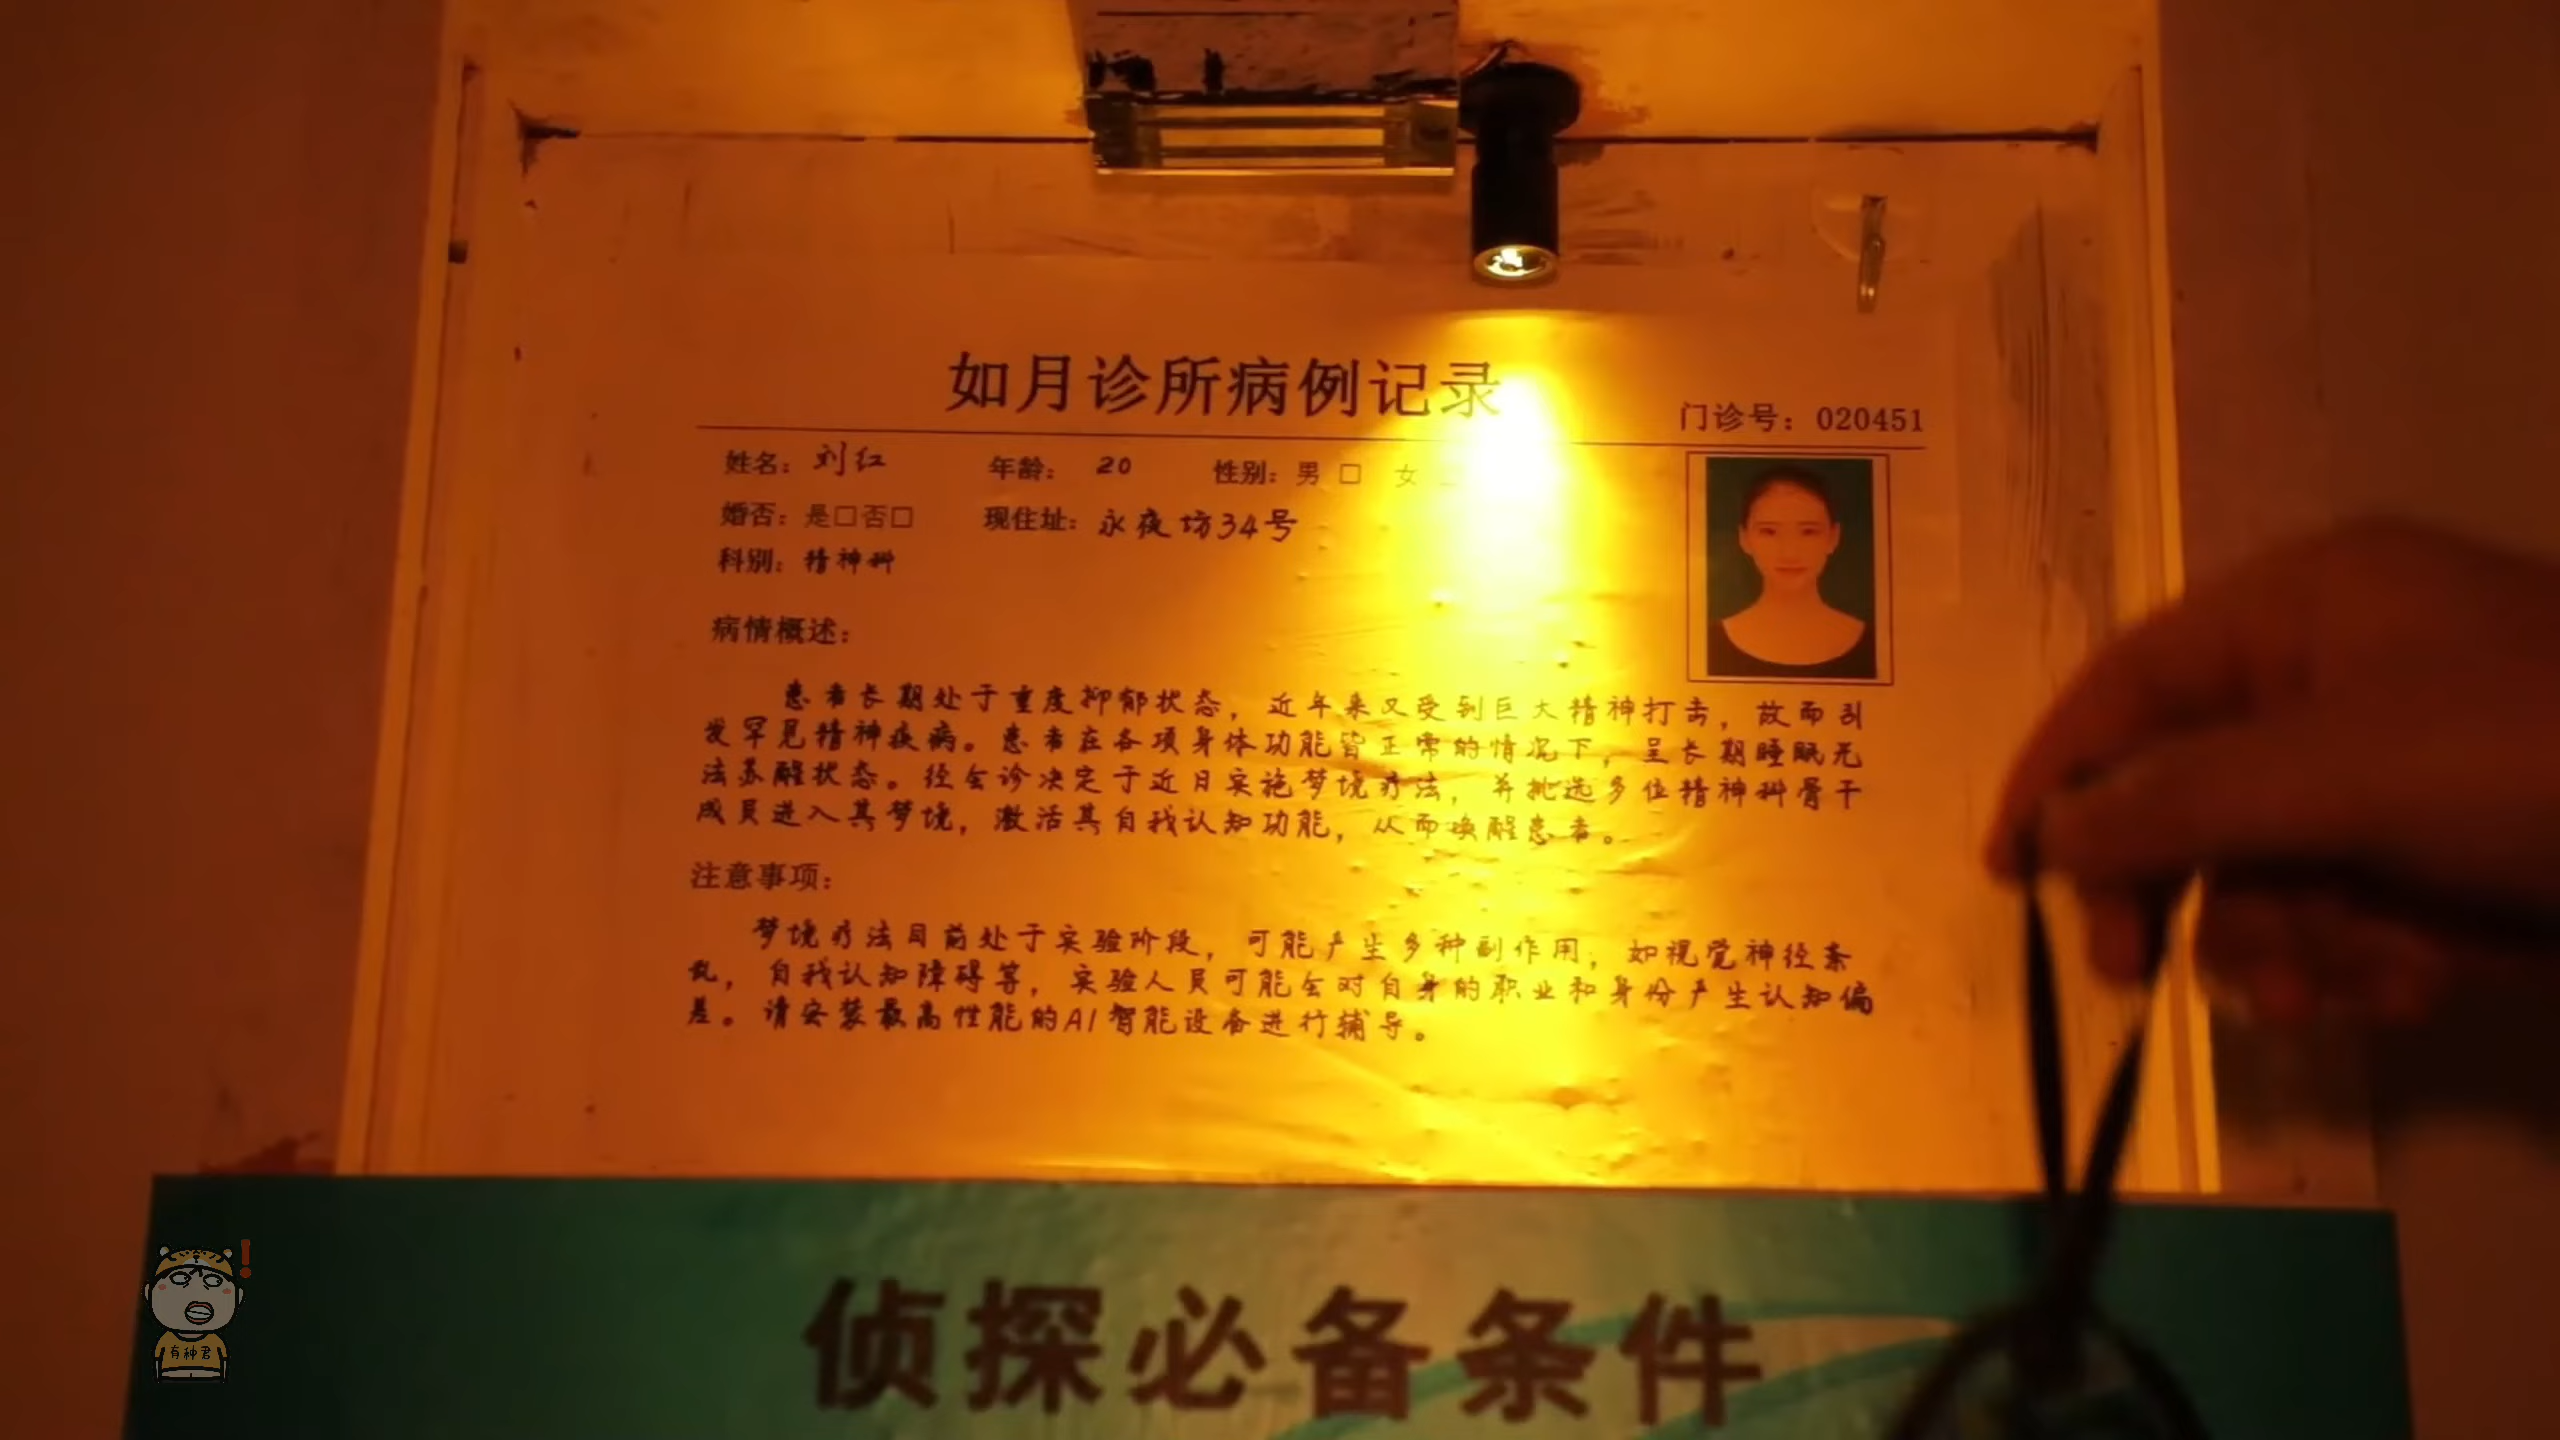 如月诊所病例记录
门诊号：020451
姓名：刘红 年龄：20 性别：男 □ 女 □
婚否：是□否□ 现住址：永夜坊34号
科别：精神科
病情概述：
患者长期处于重度抑郁状态，近年来又受到巨大精神打击，故而引
发罕见精神疾病。患者在各项身体功能皆正常的情况下，呈长期睡眠无
法苏醒状态。经会诊决定于近日实施梦境疗法，并挑选多位精神科骨干
成员进入其梦境，激活其自我认知功能，从而唤醒患者。
注意事项：
梦境疗法目前处于实验阶段，可能产生多种副作用，如视觉神经紊
乱，自我认知障碍等，实验人员可能会对自身的职业和身份产生认知偏
差。请安装最高性能的AI智能设备进行辅导。
侦探必备条件
有种君